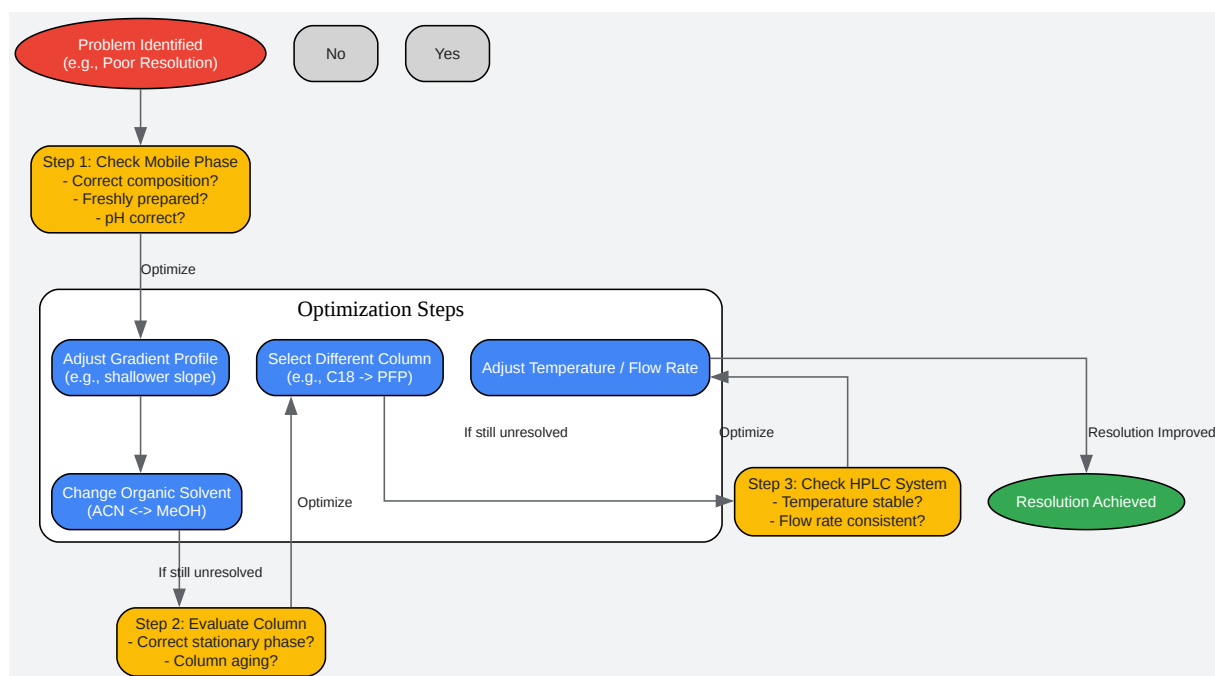 Problem Identified
(e.g., Poor Resolution)
No
Yes
Step 1: Check Mobile Phase
- Correct composition?
- Freshly prepared?
- pH correct?
Optimize
Optimization Steps
Adjust Gradient Profile
(e.g., shallower slope)
Select Different Column
(e.g., C18 -> PFP)
Adjust Temperature / Flow Rate
If still unresolved
Optimize
Resolution Improved
Change Organic Solvent
(ACN <-> MeOH)
Optimize
Step 3: Check HPLC System
- Temperature stable?
- Flow rate consistent?
Resolution Achieved
If still unresolved
Step 2: Evaluate Column
- Correct stationary phase?
- Column aging?